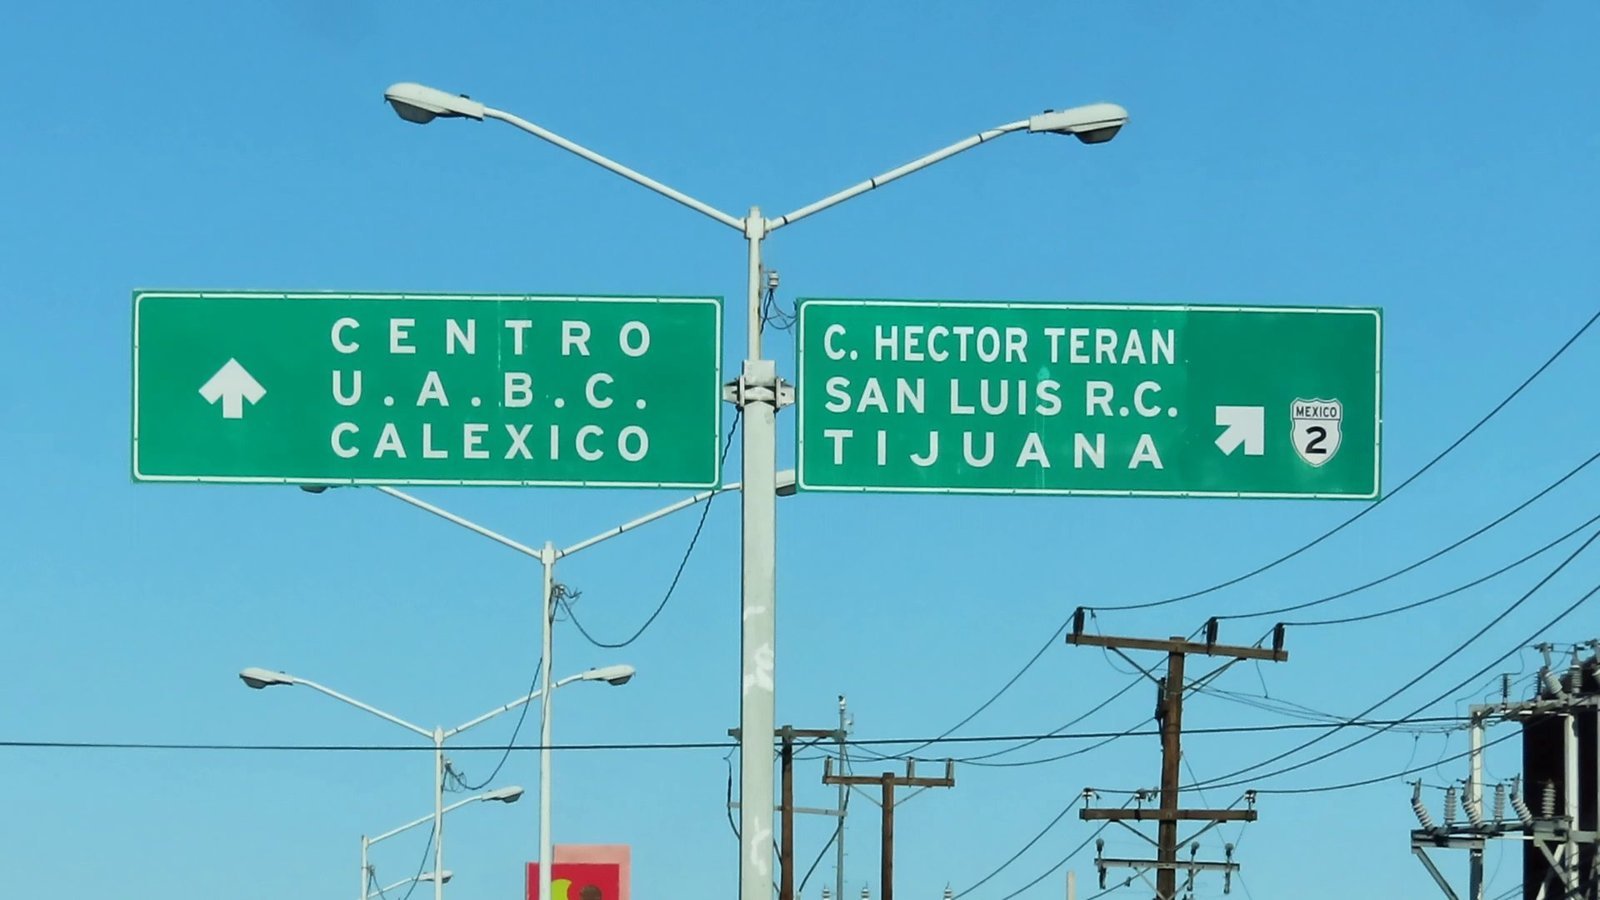 CENTRO
U.A.B.C.
CALEXICO
C. HECTOR TERAN
SAN LUIS R.C.
TIJUANA
MEXICO
2